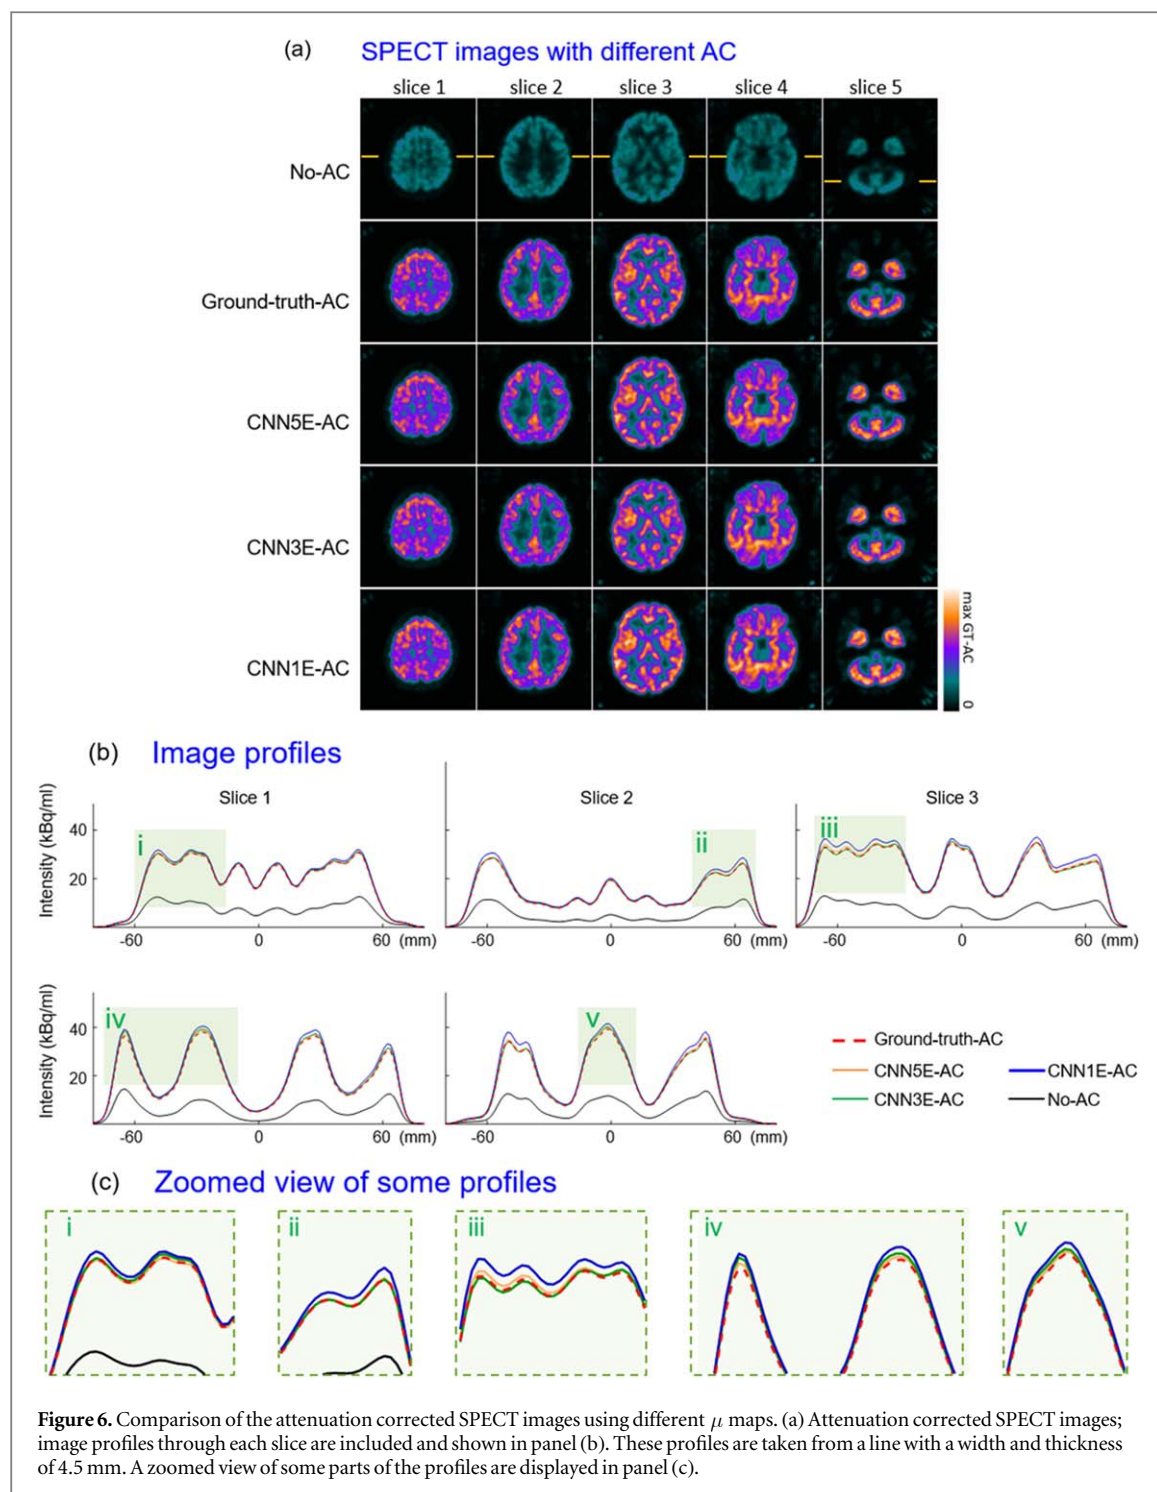 (a) SPECT images with different AC
slice 1 slice 2 slice 3 slice 4 slice 5
No-AC
Ground-truth-AC
CNN5E-AC
CNN3E-AC
CNN1E-AC
max GT-AC
0
(b) Image profiles
Slice 1 Slice 2 Slice 3
Intensity (kBq/ml)
40
20
i ii iii
-60 0 60 (mm) -60 0 60 (mm) -60 0 60 (mm)
Intensity (kBq/ml)
40
20
iv v
-60 0 60 (mm) -60 0 60 (mm)
Ground-truth-AC
CNN5E-AC CNN1E-AC
CNN3E-AC No-AC
(c) Zoomed view of some profiles
i ii iii iv v
Figure 6. Comparison of the attenuation corrected SPECT images using different μ maps. (a) Attenuation corrected SPECT images;
image profiles through each slice are included and shown in panel (b). These profiles are taken from a line with a width and thickness
of 4.5 mm. A zoomed view of some parts of the profiles are displayed in panel (c).